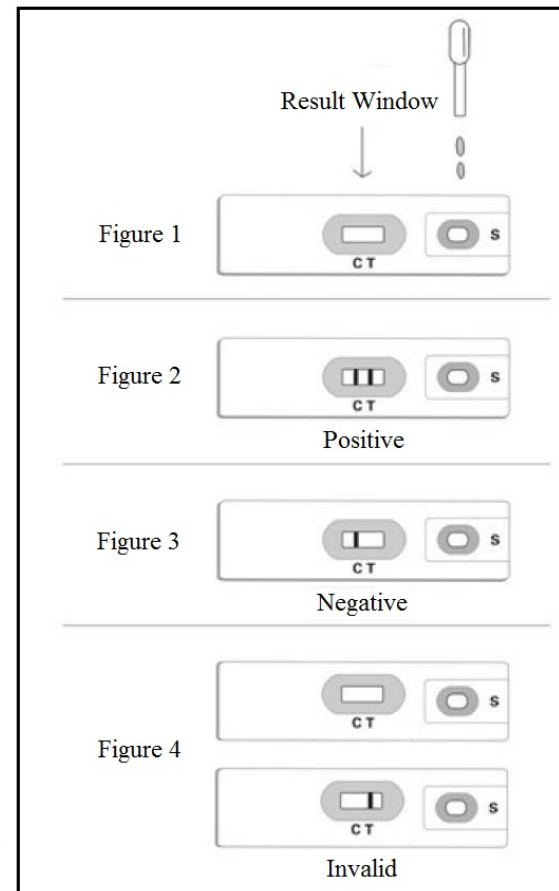 Result Window
Figure 1
S
C T
Figure 2
S
C T
Positive
Figure 3
S
C T
Negative
Figure 4
S
C T
S
C T
Invalid